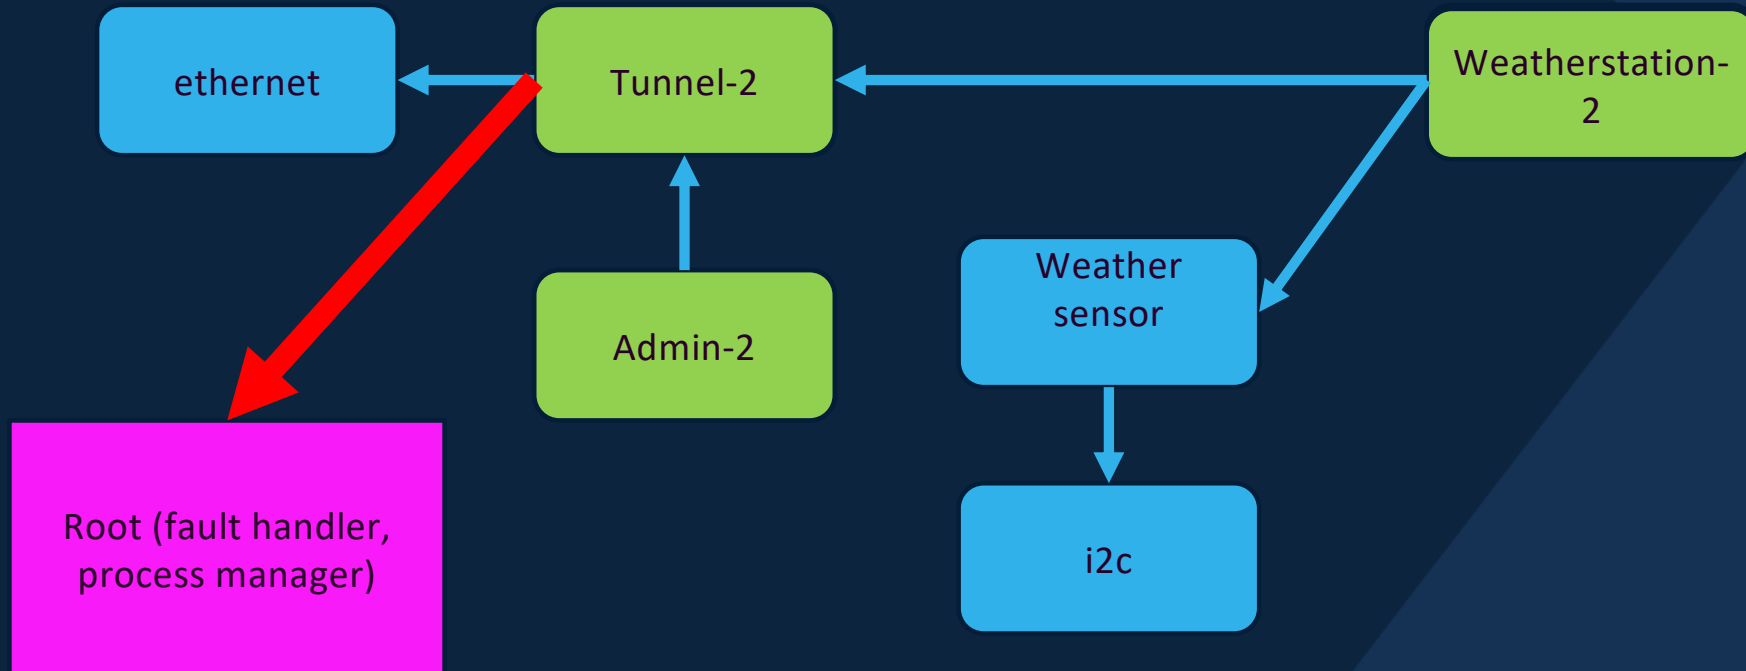 ethernet
Tunnel-2
Weatherstation-
2
Weather
sensor
Admin-2
Root (fault handler,
process manager)
i2c